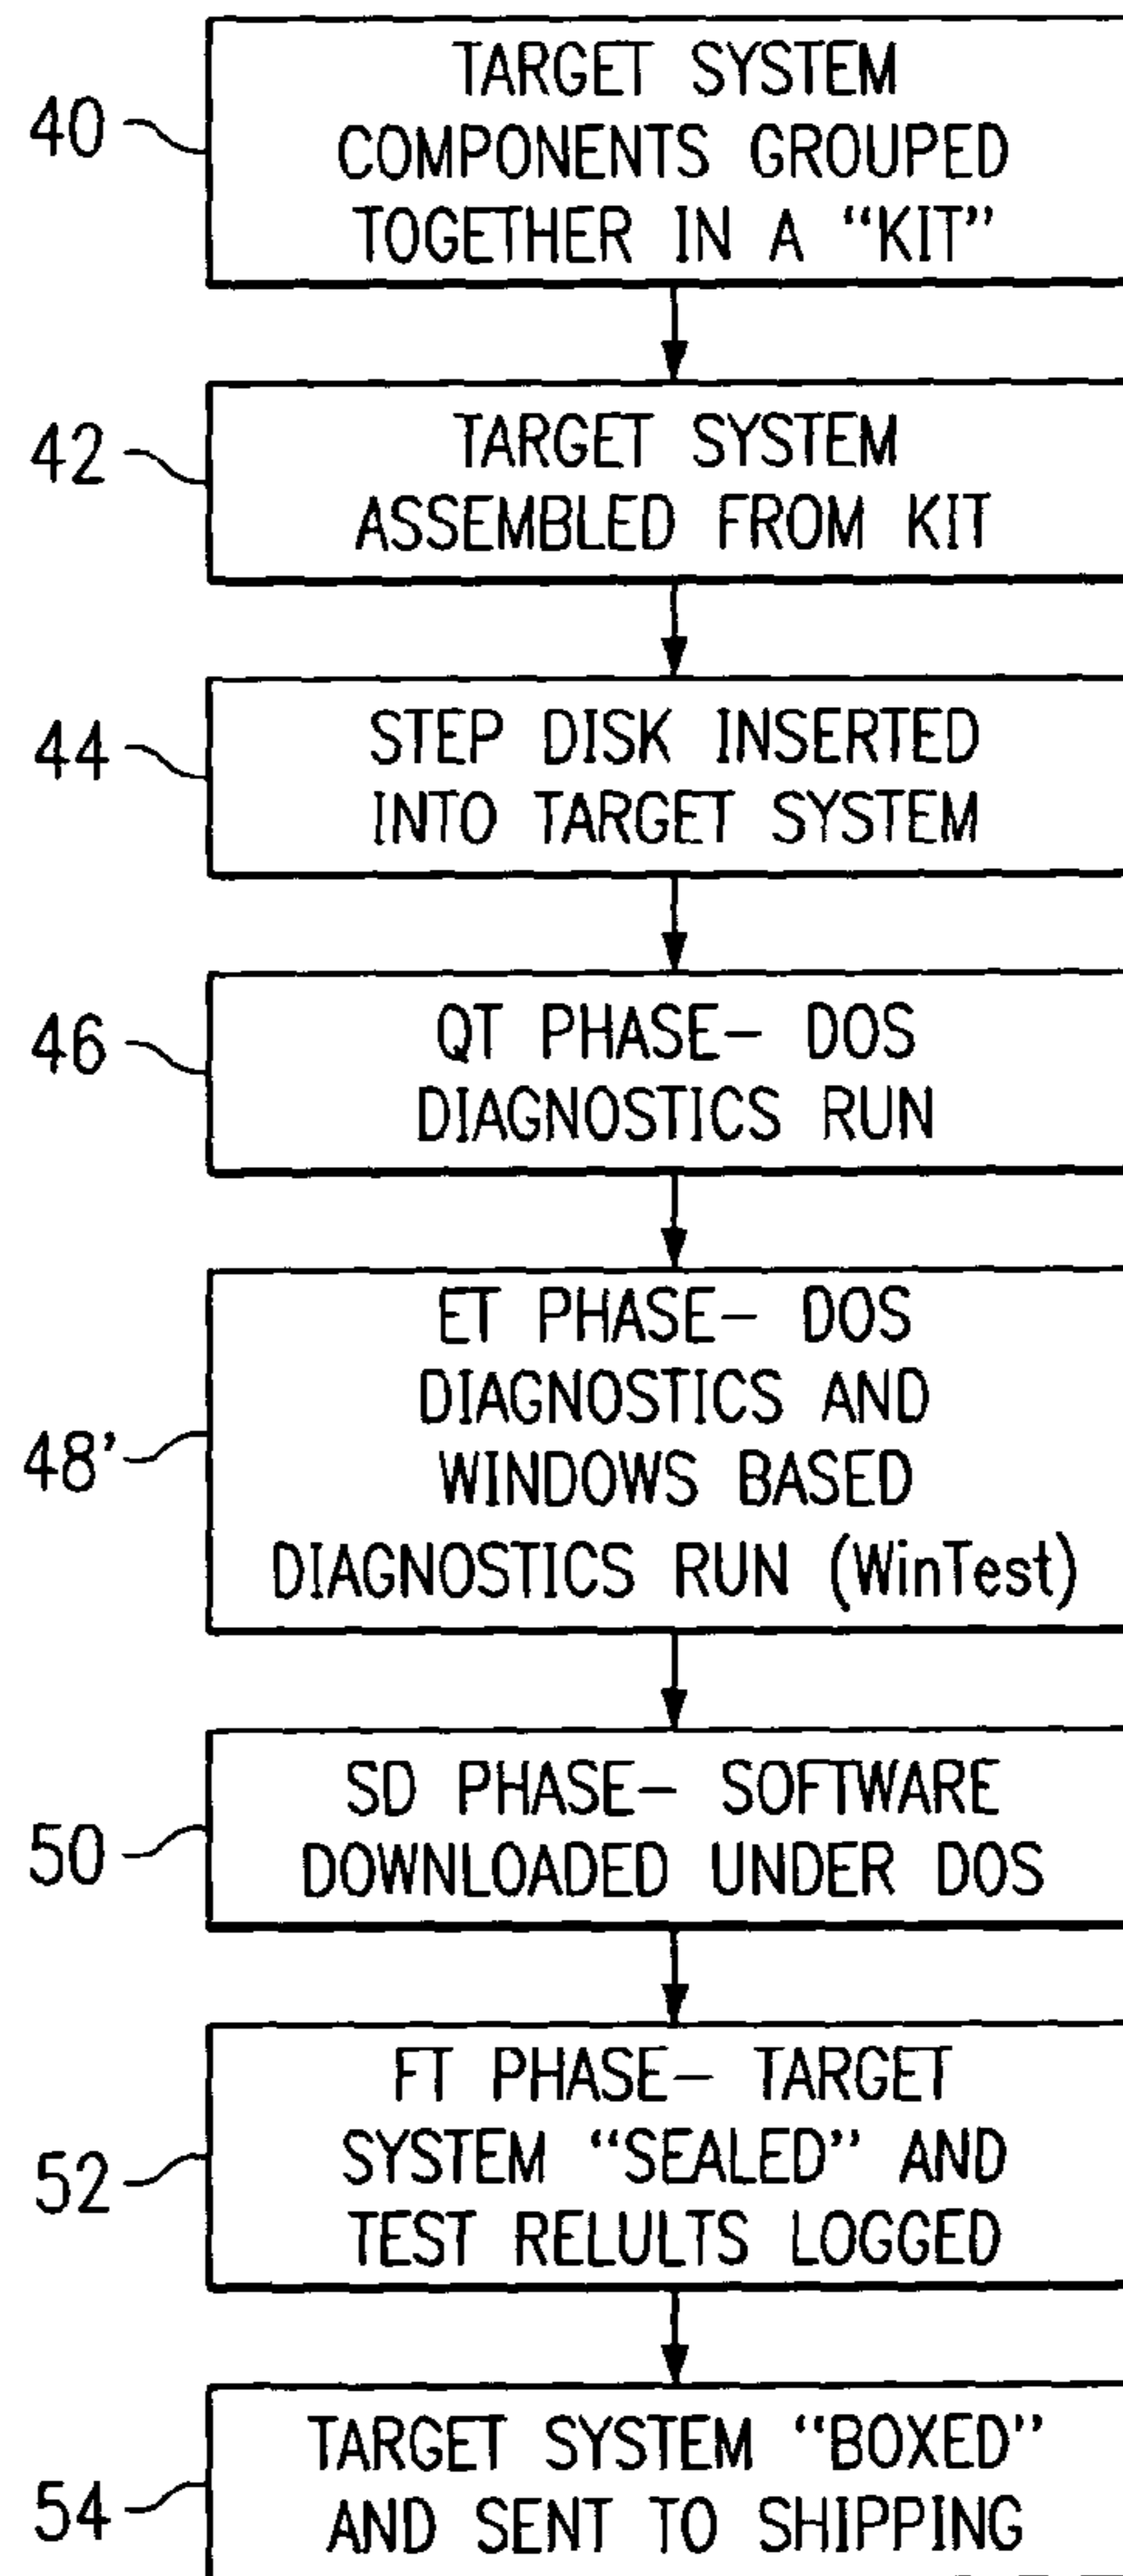 40
TARGET SYSTEM
COMPONENTS GROUPED
TOGETHER IN A “KIT”
42
TARGET SYSTEM
ASSEMBLED FROM KIT
44
STEP DISK INSERTED
INTO TARGET SYSTEM
46
QT PHASE– DOS
DIAGNOSTICS RUN
48’
ET PHASE– DOS
DIAGNOSTICS AND
WINDOWS BASED
DIAGNOSTICS RUN (WinTest)
50
SD PHASE– SOFTWARE
DOWNLOADED UNDER DOS
52
FT PHASE– TARGET
SYSTEM “SEALED” AND
TEST RELULTS LOGGED
54
TARGET SYSTEM “BOXED”
AND SENT TO SHIPPING